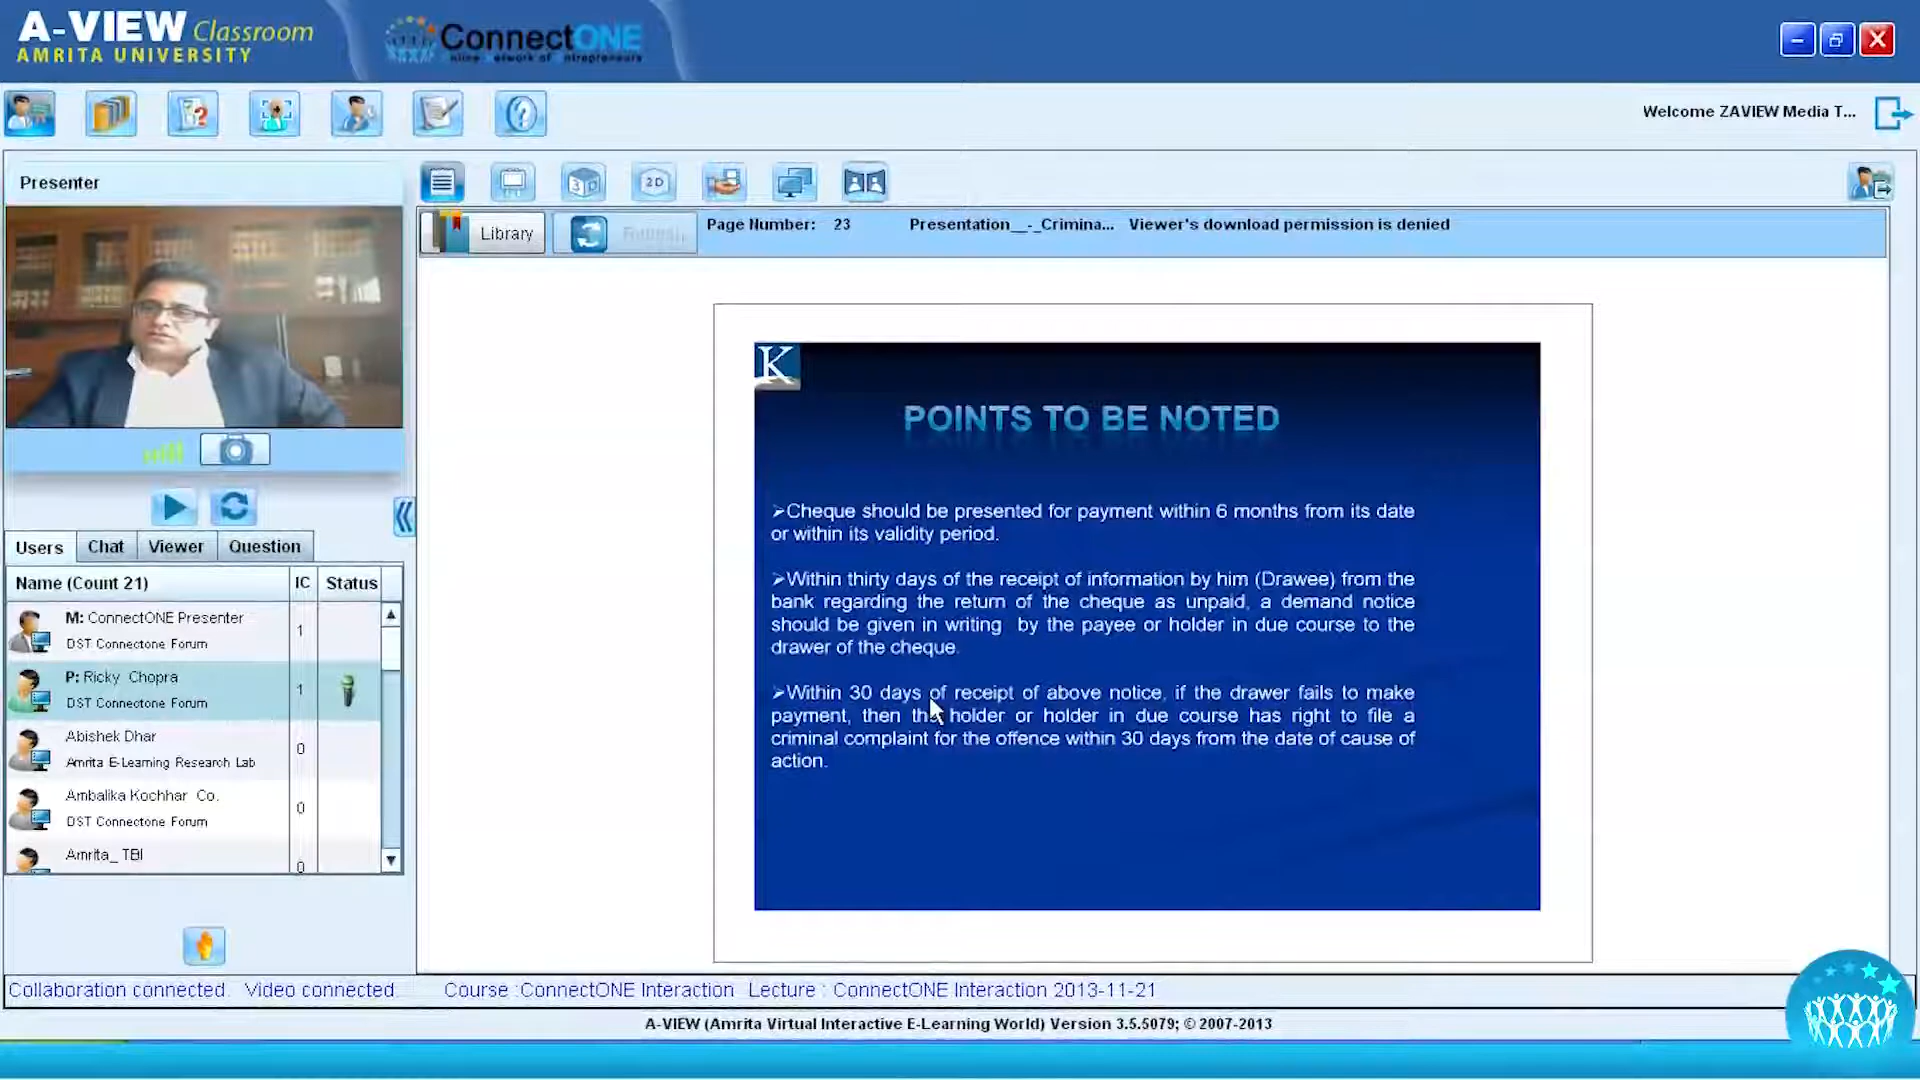 A-VIEW Classroom
AMRITA UNIVERSITY
ConnectONE
Welcome ZAVIEW Media T...
Presenter
3D
2D
Library
Page Number: 23
Presentation__-_Crimina...
Viewer's download permission is denied
K
POINTS TO BE NOTED
➢Cheque should be presented for payment within 6 months from its date
or within its validity period.
➢Within thirty days of the receipt of information by him (Drawee) from the
bank regarding the return of the cheque as unpaid, a demand notice
should be given in writing by the payee or holder in due course to the
drawer of the cheque.
➢Within 30 days of receipt of above notice, if the drawer fails to make
payment, then the holder or holder in due course has right to file a
criminal complaint for the offence within 30 days from the date of cause of
action.
Users Chat Viewer Question
Name (Count 21) IC Status
M: ConnectONE Presenter
DST Connectone Forum
1
P: Ricky Chopra
DST Connectone Forum
1
Abishek Dhar
Amrita E-Learning Research Lab
0
Ambalika Kochhar Co.
DST Connectone Forum
0
Amrita_ TBI
0
Collaboration connected. Video connected.
Course :ConnectONE Interaction Lecture : ConnectONE Interaction 2013-11-21
A-VIEW (Amrita Virtual Interactive E-Learning World) Version 3.5.5079; © 2007-2013